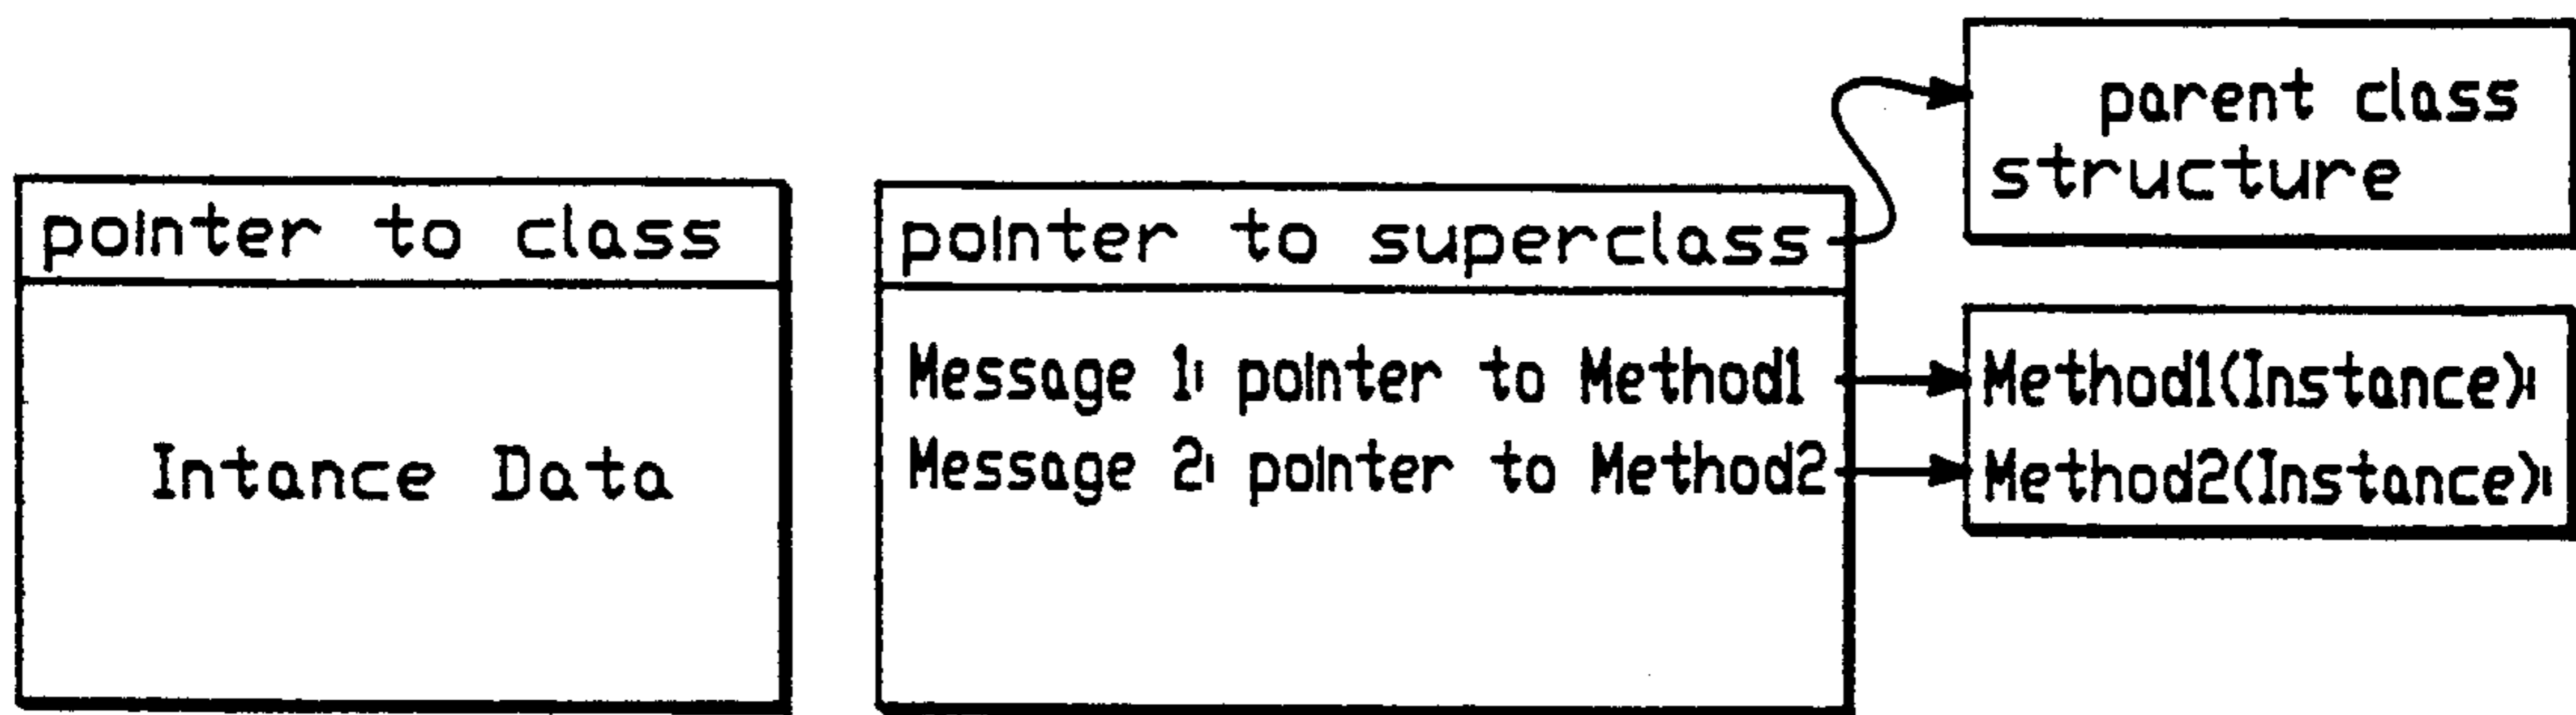 pointer to class
Intance Data
pointer to superclass
Message 1: pointer to Method1
Message 2: pointer to Method2
parent class
structure
Method1(Instance):
Method2(Instance):